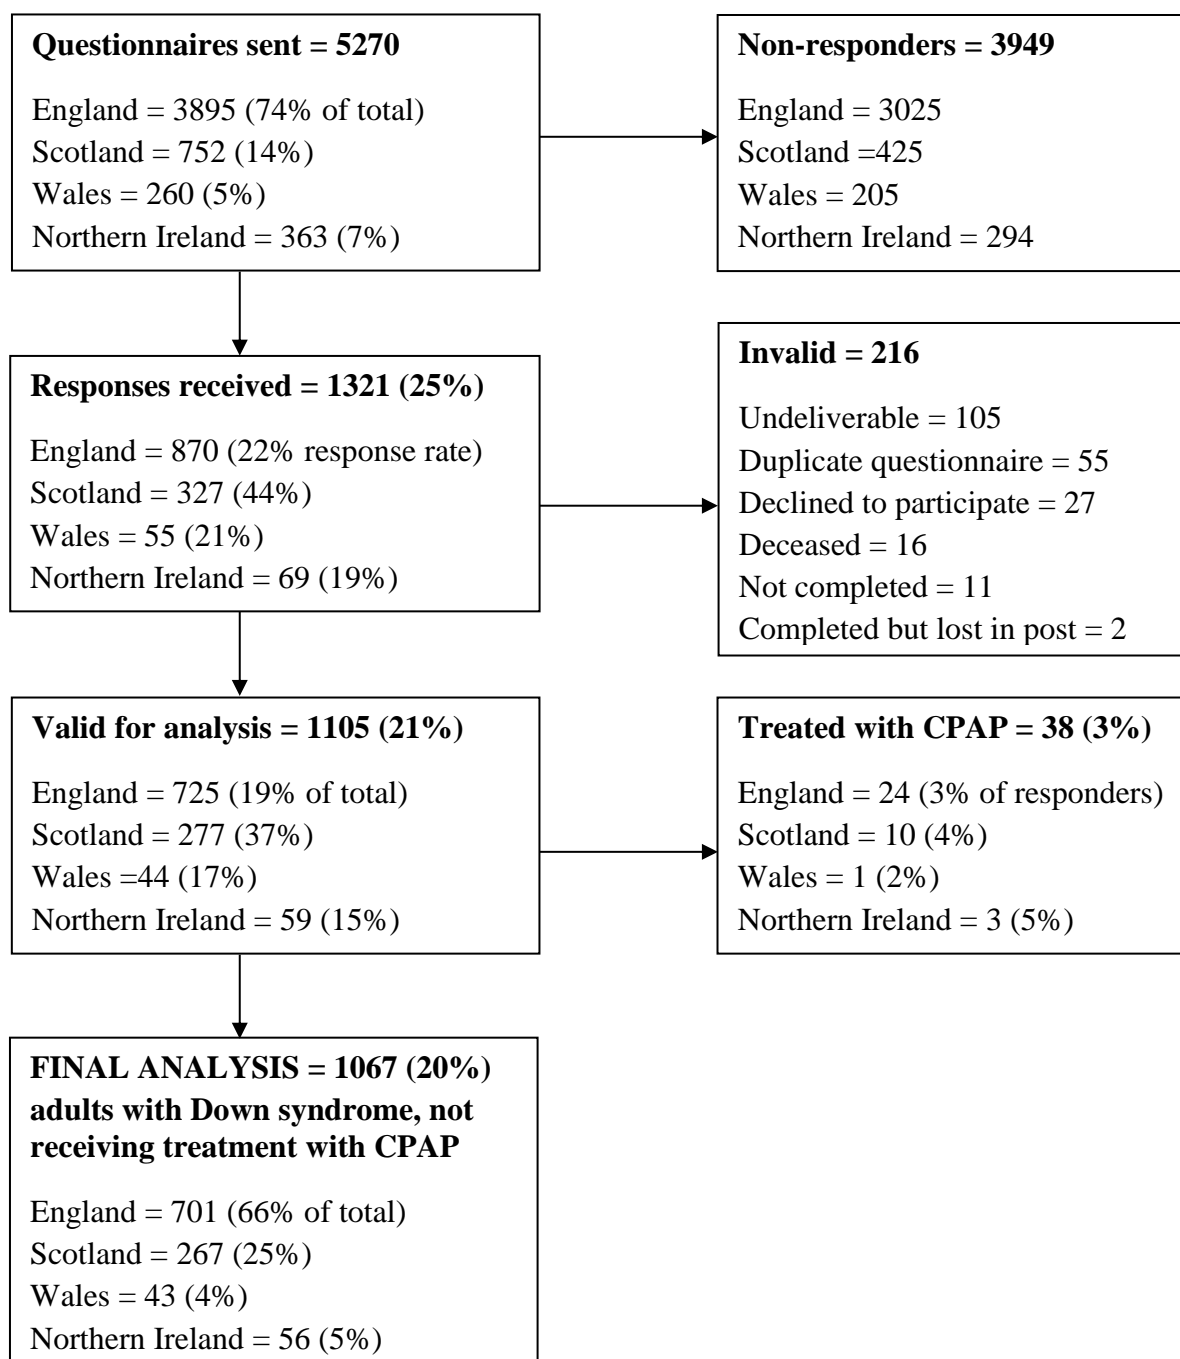 Questionnaires sent = 5270
England = 3895 (74% of total)
Scotland = 752 (14%)
Wales = 260 (5%)
Northern Ireland = 363 (7%)
Non-responders = 3949
England = 3025
Scotland =425
Wales = 205
Northern Ireland = 294
Responses received = 1321 (25%)
England = 870 (22% response rate)
Scotland = 327 (44%)
Wales = 55 (21%)
Northern Ireland = 69 (19%)
Invalid = 216
Undeliverable = 105
Duplicate questionnaire = 55
Declined to participate = 27
Deceased = 16
Not completed = 11
Completed but lost in post = 2
Valid for analysis = 1105 (21%)
England = 725 (19% of total)
Scotland = 277 (37%)
Wales =44 (17%)
Northern Ireland = 59 (15%)
Treated with CPAP = 38 (3%)
England = 24 (3% of responders)
Scotland = 10 (4%)
Wales = 1 (2%)
Northern Ireland = 3 (5%)
FINAL ANALYSIS = 1067 (20%)
adults with Down syndrome, not
receiving treatment with CPAP
England = 701 (66% of total)
Scotland = 267 (25%)
Wales = 43 (4%)
Northern Ireland = 56 (5%)